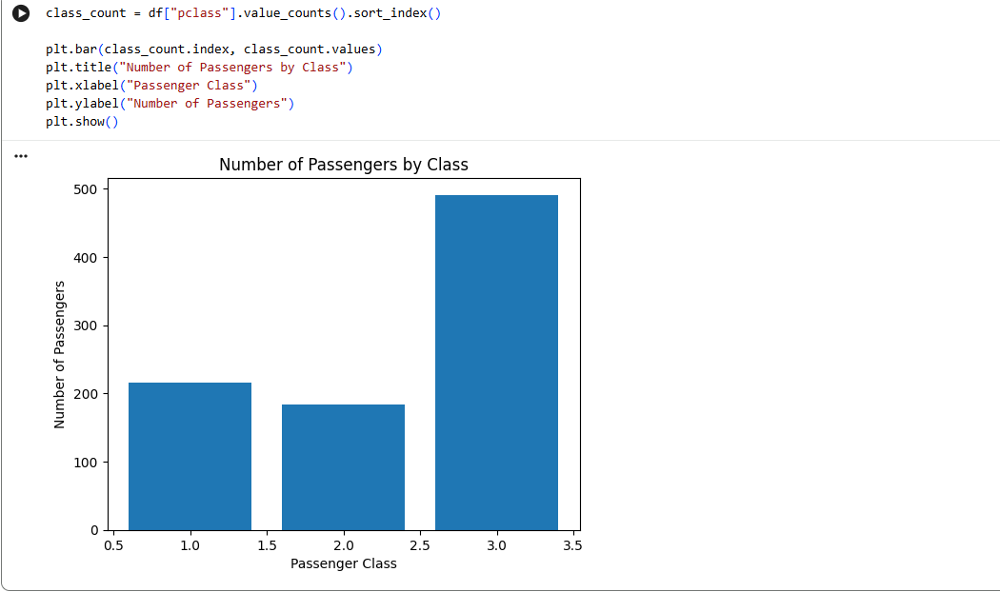 class_count = df["pclass"].value_counts().sort_index()
plt.bar(class_count.index, class_count.values)
plt.title("Number of Passengers by Class")
plt.xlabel("Passenger Class")
plt.ylabel("Number of Passengers")
plt.show()
Number of Passengers by Class
Number of Passengers
500
400
300
200
100
0
0.5 1.0 1.5 2.0 2.5 3.0 3.5
Passenger Class